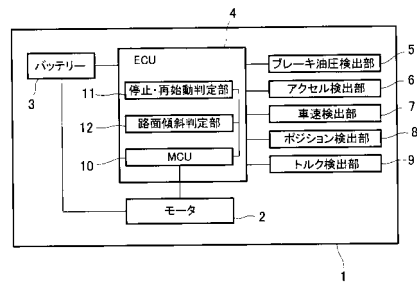 4
ECU
バッテリー
3
11
停止・再始動判定部
12
路面傾斜判定部
10
MCU
モータ
2
ブレーキ油圧検出部
5
アクセル検出部
6
車速検出部
7
ポジション検出部
8
トルク検出部
9
1